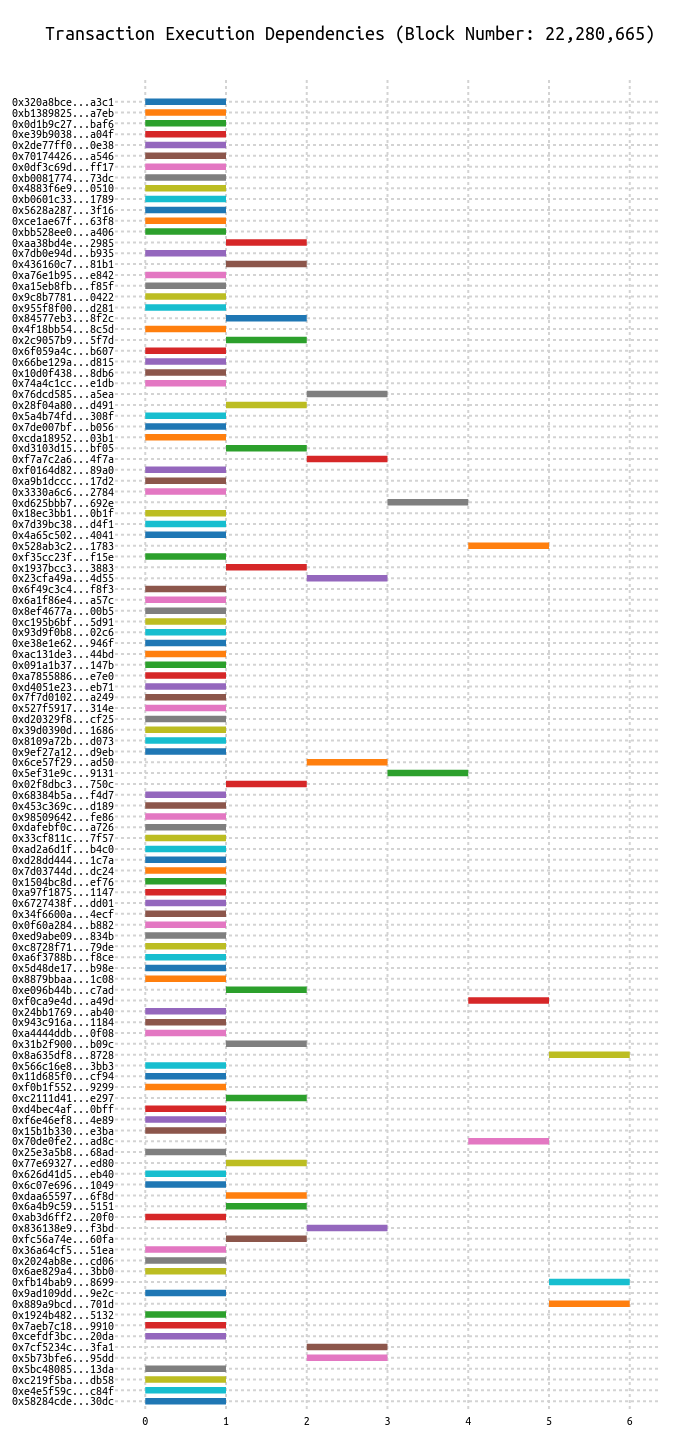 Transaction Execution Dependencies (Block Number: 22,280,665)
0x320a8bce...a3c1
0xb1389825...a7eb
0x0d1b9c27...baf6
0xe39b9038...a04f
0x2de77ff0...0e38
0x70174426...a546
0x0df3c69d...ff17
0xb0081774...73dc
0x4883f6e9...0510
0xb0601c33...1789
0x5628a287...3f16
0xce1ae67f...63f8
0xbb528ee0...a406
0xaa38bd4e...2985
0x7db0e94d...b935
0x436160c7...81b1
0xa76e1b95...e842
0xa15eb8fb...f85f
0x9c8b7781...0422
0x955f8f00...d281
0x84577eb3...8f2c
0x4f18bb54...8c5d
0x2c9057b9...5f7d
0x6f059a4c...b607
0x66be129a...d815
0x10d0f438...8db6
0x74a4c1cc...e1db
0x76dcd585...a5ea
0x28f04a80...d491
0x5a4b74fd...308f
0x7de007bf...b056
0xcda18952...03b1
0xd3103d15...bf05
0xf7a7c2a6...4f7a
0xf0164d82...89a0
0xa9b1dccc...17d2
0x3330a6c6...2784
0xd625bbb7...692e
0x18ec3bb1...0b1f
0x7d39bc38...d4f1
0x4a65c502...4041
0x528ab3c2...1783
0xf35cc23f...f15e
0x1937bcc3...3883
0x23cfa49a...4d55
0x6f49c3c4...f8f3
0x6a1f86e4...a57c
0x8ef4677a...00b5
0xc195b6bf...5d91
0x93d9f0b8...02c6
0xe38e1e62...946f
0xac131de3...44bd
0x091a1b37...147b
0xa7855886...e7e0
0xd4051e23...eb71
0x7f7d0102...a249
0x527f5917...314e
0xd20329f8...cf25
0x39d0390d...1686
0x8109a72b...d073
0x9ef27a12...d9eb
0x6ce57f29...ad50
0x5ef31e9c...9131
0x02f8dbc3...750c
0x68384b5a...f4d7
0x453c369c...d189
0x98509642...fe86
0xdafebf0c...a726
0x33cf811c...7f57
0xad2a6d1f...b4c0
0xd28dd444...1c7a
0x7d03744d...dc24
0x1504bc8d...ef76
0xa97f1875...1147
0x6727438f...dd01
0x34f6600a...4ecf
0x0f60a284...b882
0xed9abe09...834b
0xc8728f71...79de
0xa6f3788b...f8ce
0x5d48de17...b98e
0x8879bbaa...1c08
0xe096b44b...c7ad
0xf0ca9e4d...a49d
0x24bb1769...ab40
0x943c916a...1184
0xa4444ddb...0f08
0x31b2f900...b09c
0x8a635df8...8728
0x566c16e8...3bb3
0x11d685f0...cf94
0xf0b1f552...9299
0xc2111d41...e297
0xd4bec4af...0bff
0xf6e46ef8...4e89
0x15b1b330...e3ba
0x70de0fe2...ad8c
0x25e3a5b8...68ad
0x77e69327...ed80
0x626d41d5...eb40
0x6c07e696...1049
0xdaa65597...6f8d
0x6a4b9c59...5151
0xab3d6ff2...20f0
0x836138e9...f3bd
0xfc56a74e...60fa
0x36a64cf5...51ea
0x2024ab8e...cd06
0x6ae829a4...3bb0
0xfb14bab9...8699
0x9ad109dd...9e2c
0x889a9bcd...701d
0x1924b482...5132
0x7aeb7c18...9910
0xcefdf3bc...20da
0x7cf5234c...3fa1
0x5b73bfe6...95dd
0x5bc48085...13da
0xc219f5ba...db58
0xe4e5f59c...c84f
0x58284cde...30dc
0 1 2 3 4 5 6